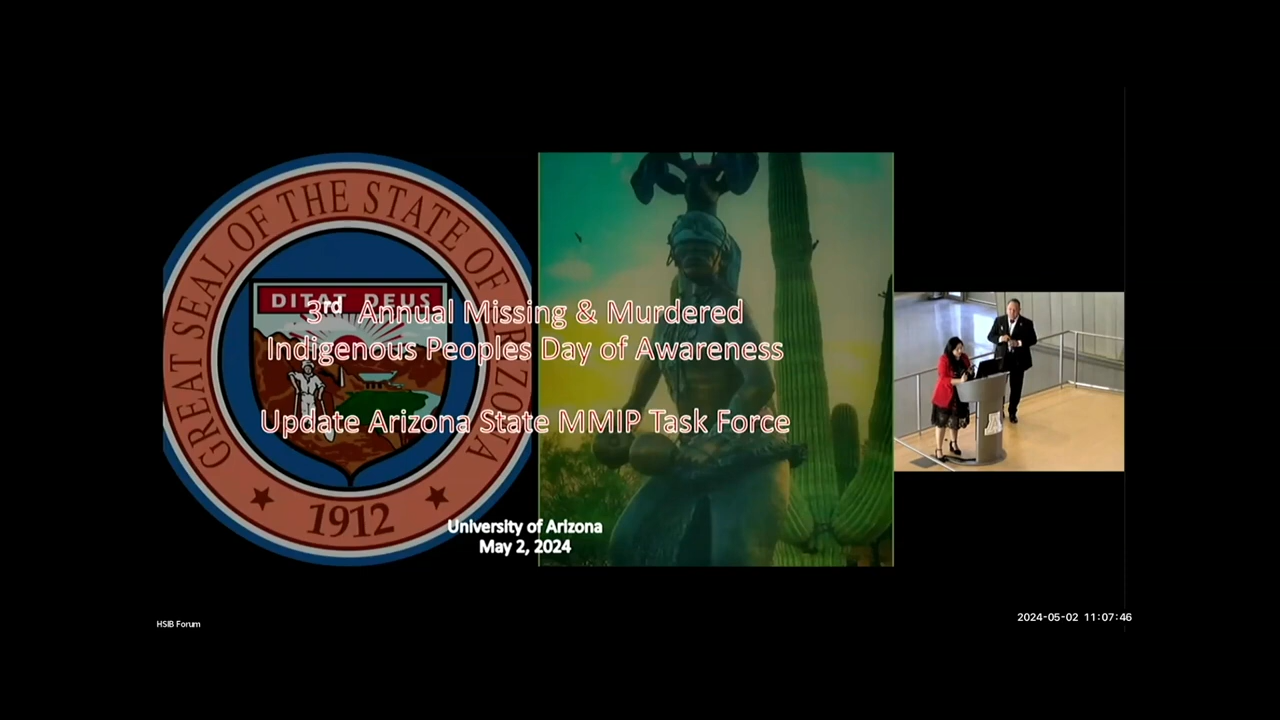 GREAT SEAL OF THE STATE OF ARIZONA
DITAT DEUS
1912
3rd Annual Missing & Murdered
Indigenous Peoples Day of Awareness
Update Arizona State MMIP Task Force
University of Arizona
May 2, 2024
A
HSIB Forum
2024-05-02 11:07:46